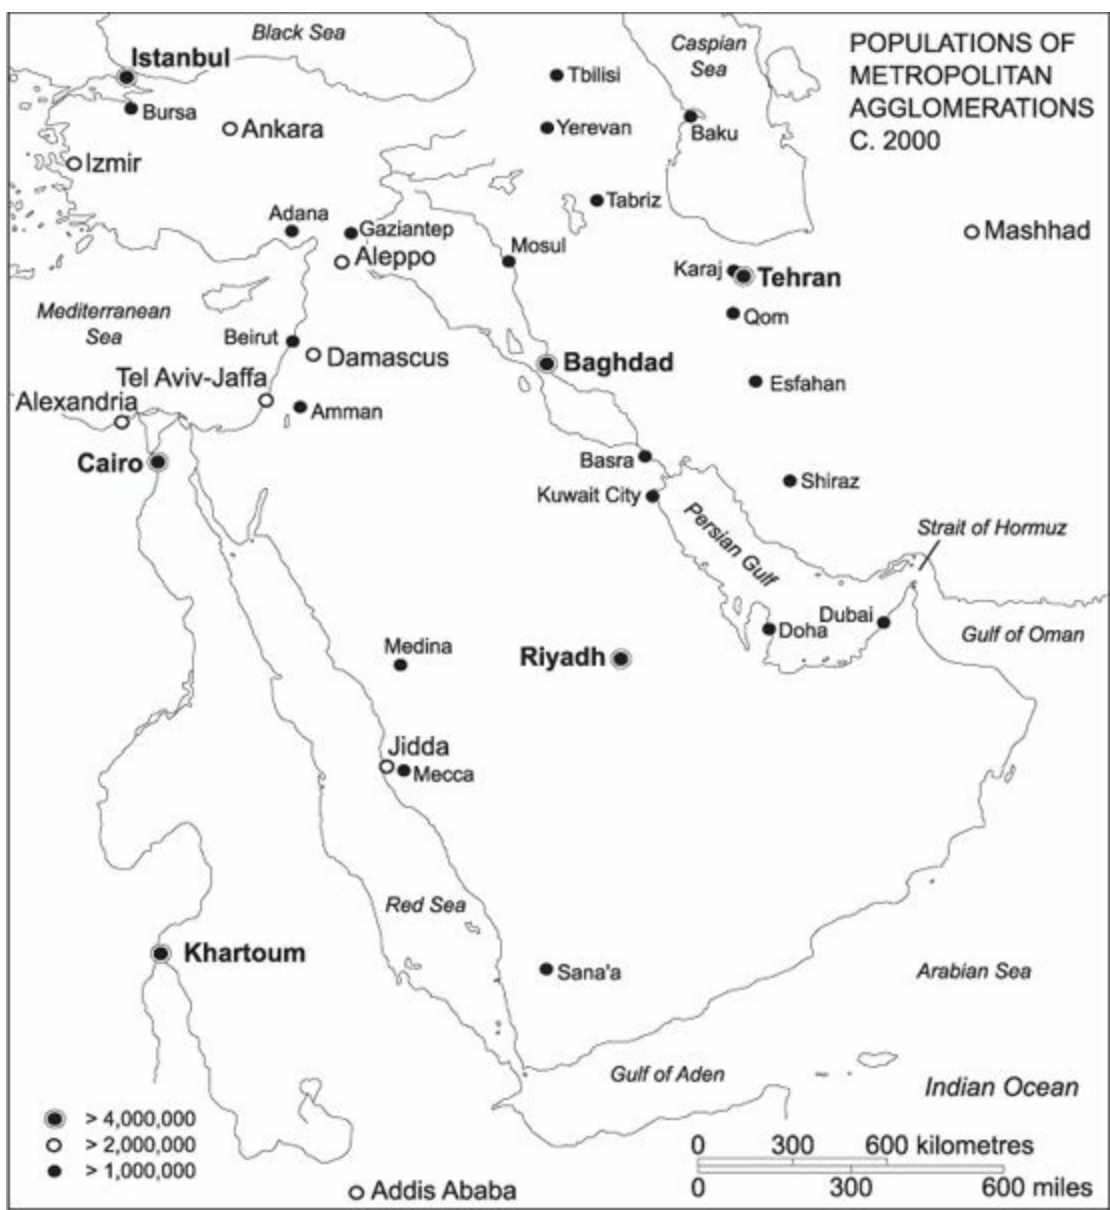 Black Sea
Istanbul
Caspian
Sea
POPULATIONS OF
METROPOLITAN
AGGLOMERATIONS
C. 2000
Tbilisi
Bursa
Ankara
Yerevan
Baku
Izmir
Tabriz
Adana
Gaziantep
Mosul
Mashhad
Aleppo
Karaj
Tehran
Mediterranean
Sea
Qom
Beirut
Damascus
Baghdad
Tel Aviv-Jaffa
Esfahan
Alexandria
Amman
Cairo
Basra
Shiraz
Kuwait City
Persian Gulf
Strait of Hormuz
Dubai
Doha
Gulf of Oman
Medina
Riyadh
Jidda
Mecca
Red Sea
Khartoum
Sana'a
Arabian Sea
Gulf of Aden
Indian Ocean
> 4,000,000
> 2,000,000
> 1,000,000
0 300 600 kilometres
0 300 600 miles
Addis Ababa